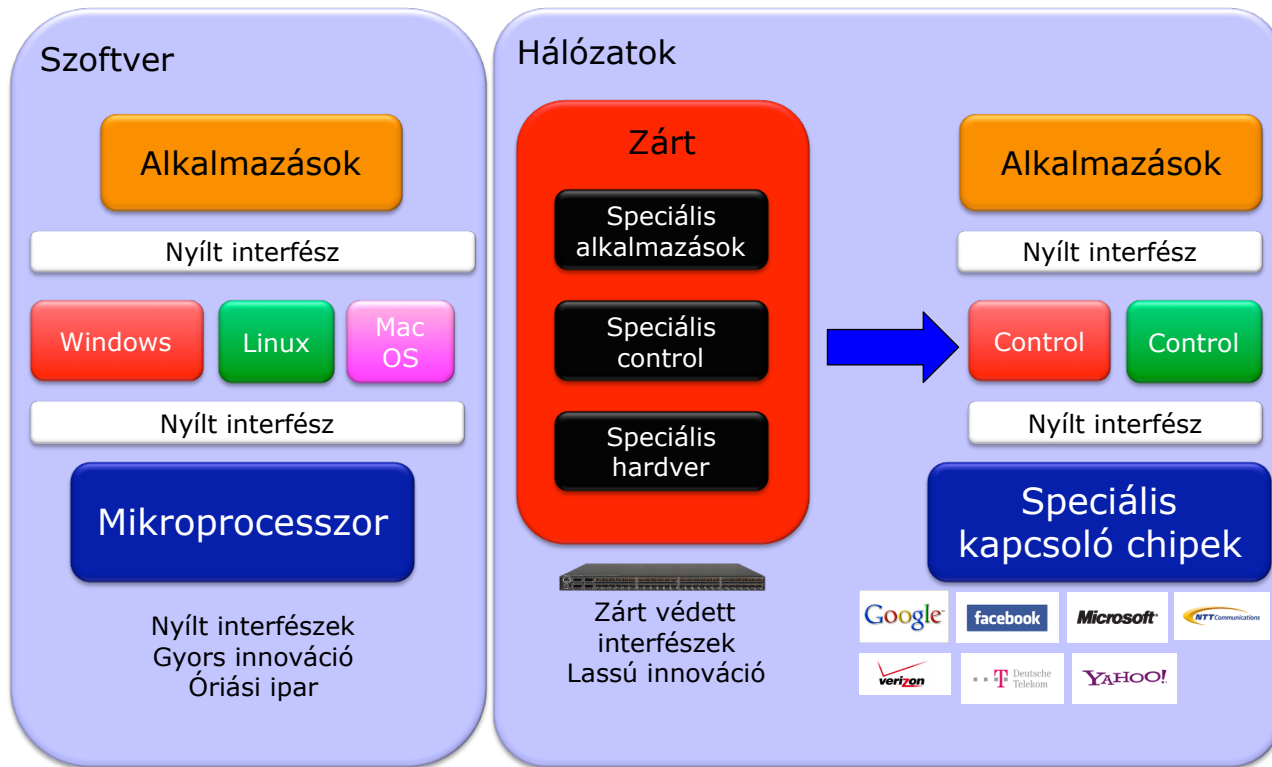 Szoftver
Alkalmazások
Nyílt interfész
Windows
Linux
Mac
OS
Nyílt interfész
Mikroprocesszor
Nyílt interfészek
Gyors innováció
Óriási ipar
Hálózatok
Zárt
Speciális
alkalmazások
Speciális
control
Speciális
hardver
Zárt védett
interfészek
Lassú innováció
Alkalmazások
Nyílt interfész
Control
Control
Nyílt interfész
Speciális
kapcsoló chipek
Google
facebook
Microsoft
NTT Communications
verizon
T Deutsche
Telekom
YAHOO!